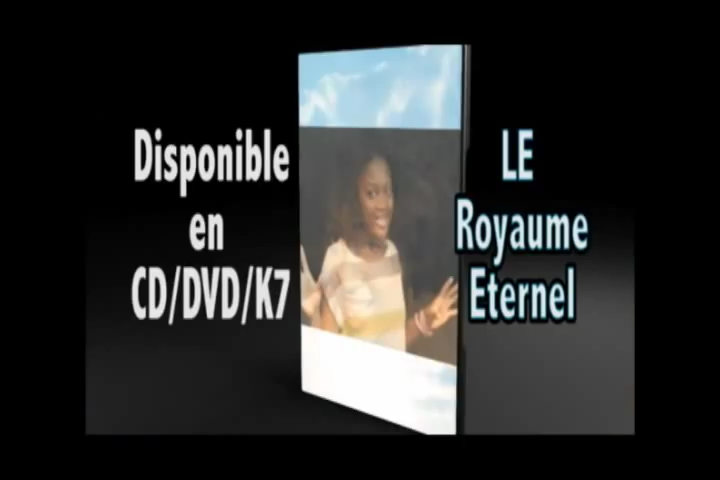 Disponible
en
CD/DVD/K7
LE
Royaume
Eternel